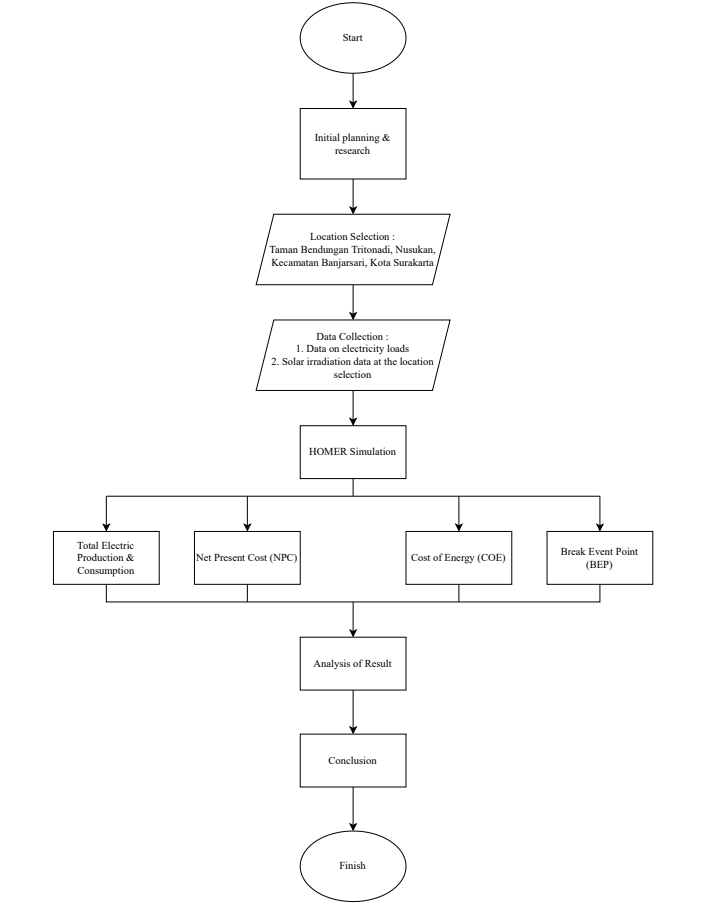 Start
Initial planning &
research
Location Selection :
Taman Bendungan Tritonadi, Nusukan,
Kecamatan Banjarsari, Kota Surakarta
Data Collection :
1. Data on electricity loads
2. Solar irradiation data at the location
selection
HOMER Simulation
Total Electric
Production &
Consumption
Net Present Cost (NPC)
Cost of Energy (COE)
Break Event Point
(BEP)
Analysis of Result
Conclusion
Finish